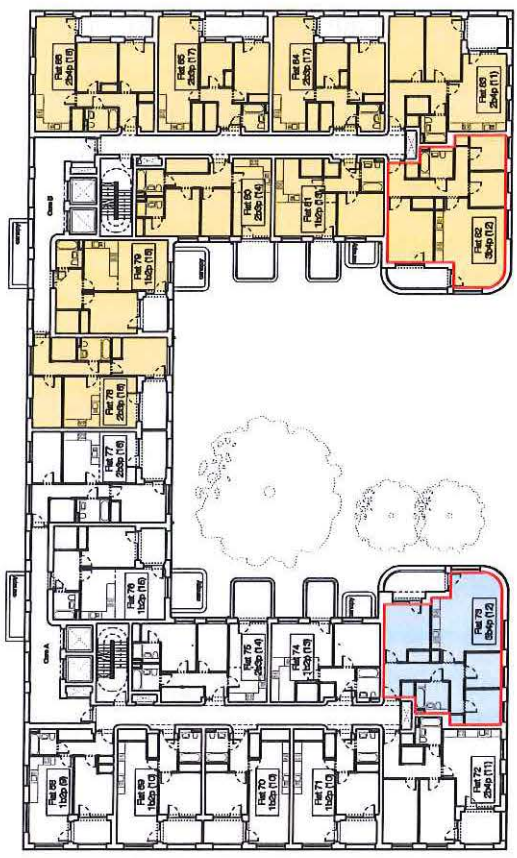 Flat 66
2b4p (16)
Flat 65
2b3p (17)
Flat 64
2b3p (17)
Flat 63
2b4p (11)
Core B
Flat 80
2b3p (14)
Flat 81
1b2p (13)
Flat 82
3b4p (12)
Flat 79
1b2p (15)
Flat 78
2b3p (16)
Flat 77
2b3p (16)
Flat 76
1b2p (15)
Core A
Flat 75
2b3p (14)
Flat 74
1b2p (13)
Flat 73
3b4p (12)
Flat 68
1b2p (9)
Flat 69
1b2p (10)
Flat 70
1b2p (10)
Flat 71
1b2p (10)
Flat 72
2b4p (11)